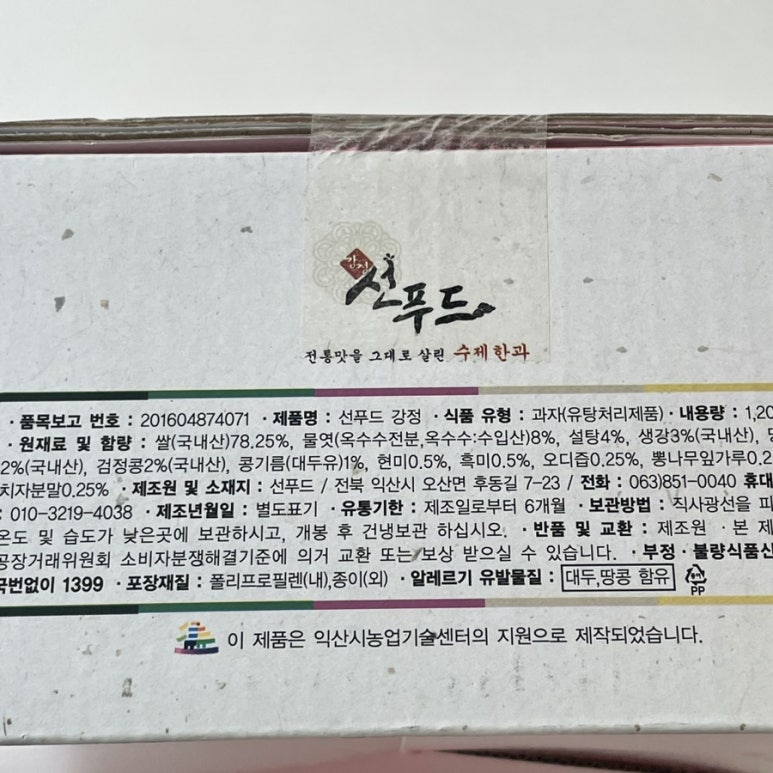 강정
선푸드
전통맛을 그대로 살린 수제한과
·품목보고 번호 : 201604874071 ·제품명 : 선푸드 강정 ·식품 유형 : 과자(유탕처리제품) ·내용량 : 1,20
·원재료 및 함량 : 쌀(국내산)78.25%, 물엿(옥수수전분,옥수수:수입산)8%, 설탕4%, 생강3%(국내산),
2%(국내산), 검정콩2%(국내산), 콩기름(대두유)1%, 현미0.5%, 흑미0.5%, 오디즙0.25%, 뽕나무잎가루0.2
치자분말0.25% ·제조원 및 소재지 : 선푸드 / 전북 익산시 오산면 후동길 7-23 / 전화 : 063)851-0040 휴대
: 010-3219-4038 ·제조년월일 : 별도표기 ·유통기한 : 제조일로부터 6개월 ·보관방법 : 직사광선을 피
온도 및 습도가 낮은곳에 보관하시고, 개봉 후 건냉보관 하십시오. ·반품 및 교환 : 제조원 ·본 제
공장거래위원회 소비자분쟁해결기준에 의거 교환 또는 보상 받으실 수 있습니다. ·부정·불량식품신
국번없이 1399 ·포장재질 : 폴리프로필렌(내),종이(외) ·알레르기 유발물질 : 대두,땅콩 함유
PP
이 제품은 익산시농업기술센터의 지원으로 제작되었습니다.